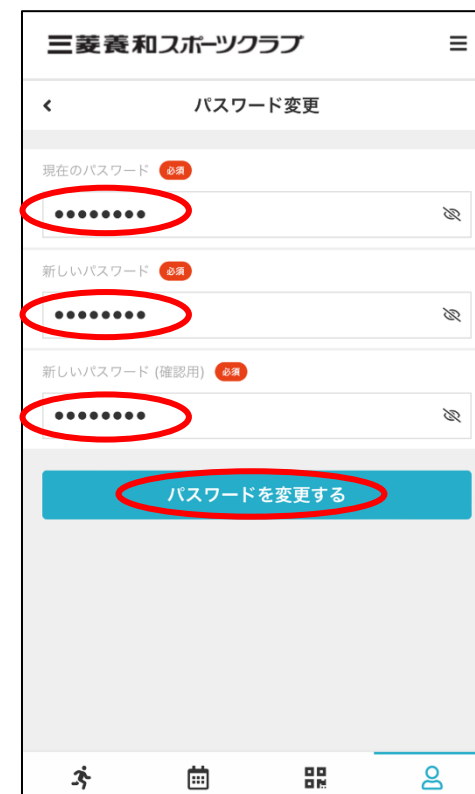 三菱養和スポーツクラブ
パスワード変更
現在のパスワード 必須
●●●●●●●●
新しいパスワード 必須
●●●●●●●●
新しいパスワード (確認用) 必須
●●●●●●●●
パスワードを変更する